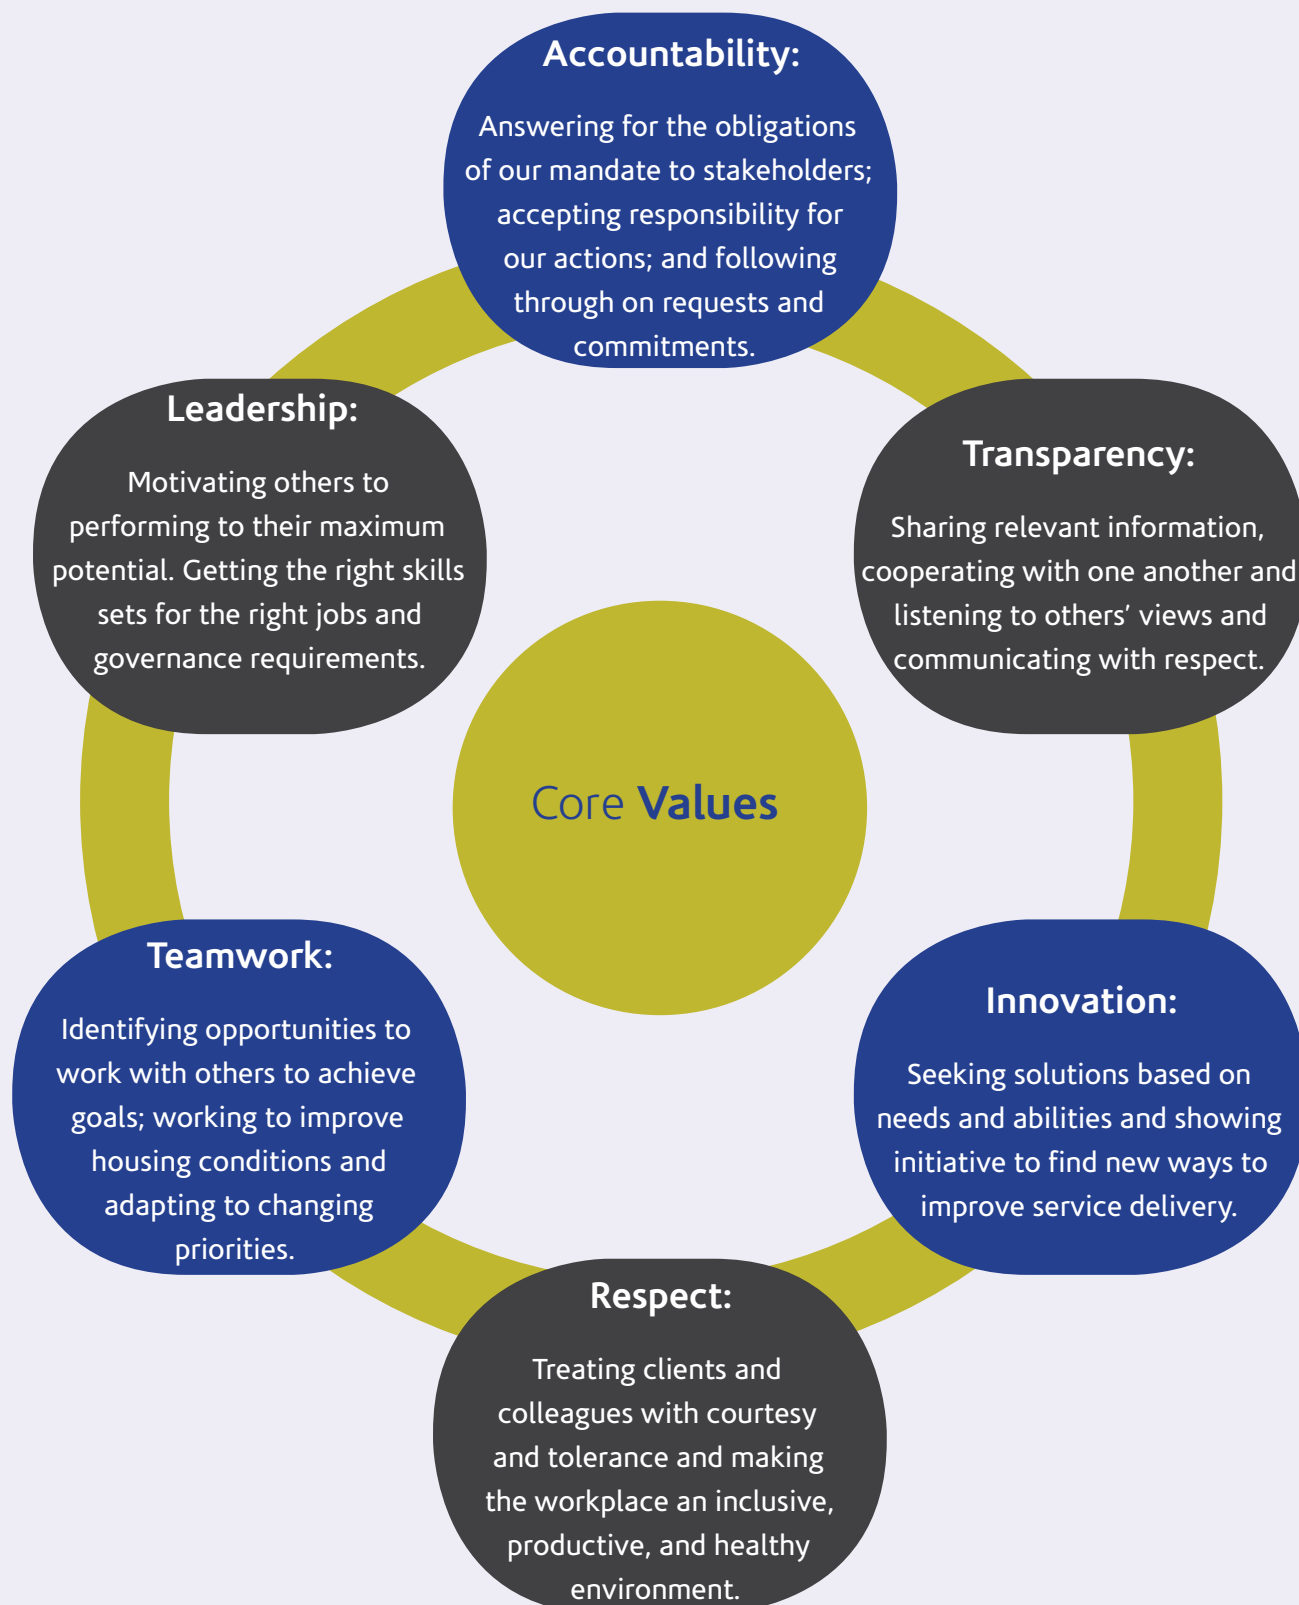 Accountability:
Answering for the obligations
of our mandate to stakeholders;
accepting responsibility for
our actions; and following
through on requests and
commitments.
Leadership:
Motivating others to
performing to their maximum
potential. Getting the right skills
sets for the right jobs and
governance requirements.
Transparency:
Sharing relevant information,
cooperating with one another and
listening to others’ views and
communicating with respect.
Core Values
Teamwork:
Identifying opportunities to
work with others to achieve
goals; working to improve
housing conditions and
adapting to changing
priorities.
Innovation:
Seeking solutions based on
needs and abilities and showing
initiative to find new ways to
improve service delivery.
Respect:
Treating clients and
colleagues with courtesy
and tolerance and making
the workplace an inclusive,
productive, and healthy
environment.